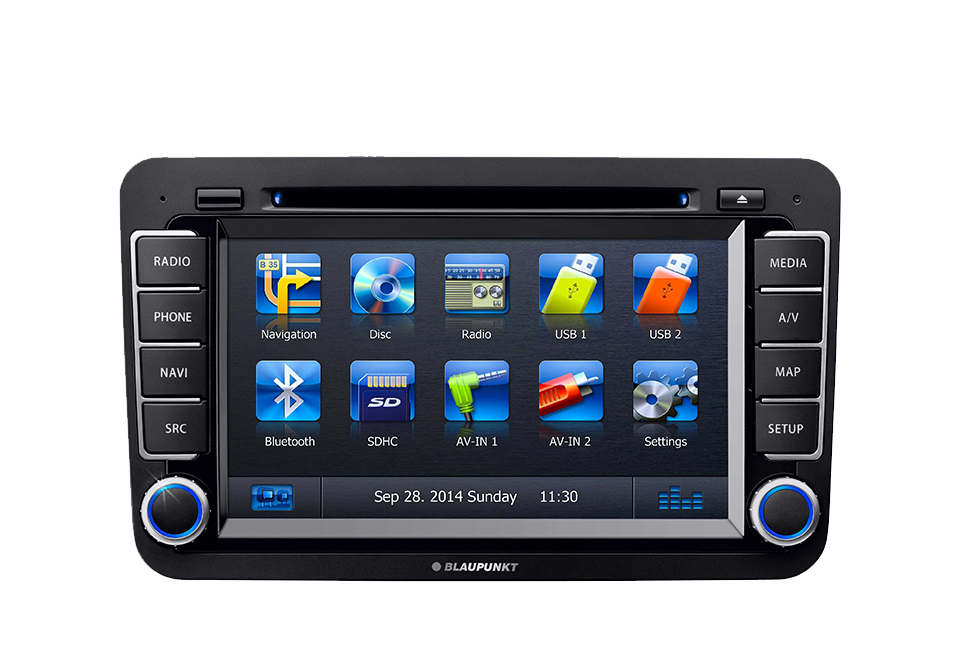 RADIO
PHONE
NAVI
SRC
B 35
Navigation
Disc
Radio
USB 1
USB 2
Bluetooth
SD
SDHC
AV-IN 1
AV-IN 2
Settings
Sep 28. 2014 Sunday 11:30
MEDIA
A/V
MAP
SETUP
BLAUPUNKT